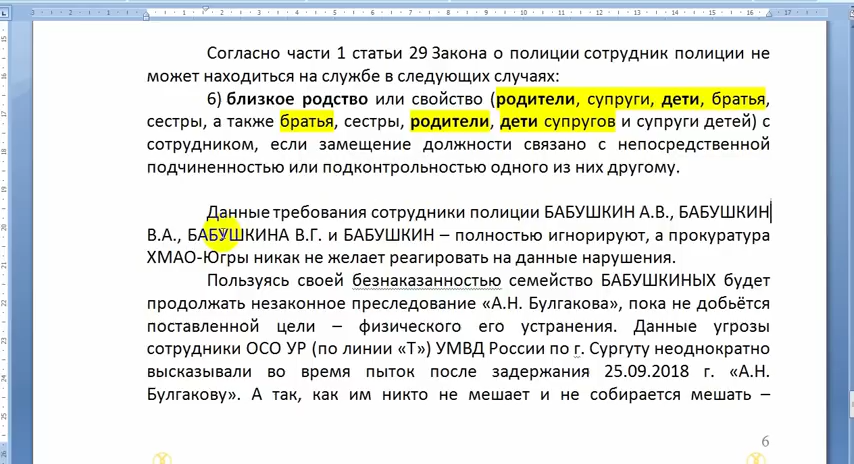 Согласно части 1 статьи 29 Закона о полиции сотрудник полиции не
может находиться на службе в следующих случаях:
6) близкое родство или свойство (родители, супруги, дети, братья,
сестры, а также братья, сестры, родители, дети супругов и супруги детей) с
сотрудником, если замещение должности связано с непосредственной
подчиненностью или подконтрольностью одного из них другому.
Данные требования сотрудники полиции БАБУШКИН А.В., БАБУШКИН
В.А., БАБУШКИНА В.Г. и БАБУШКИН – полностью игнорируют, а прокуратура
ХМАО-Югры никак не желает реагировать на данные нарушения.
Пользуясь своей безнаказанностью семейство БАБУШКИНЫХ будет
продолжать незаконное преследование «А.Н. Булгакова», пока не добьётся
поставленной цели – физического его устранения. Данные угрозы
сотрудники ОСО УР (по линии «Т») УМВД России по г. Сургуту неоднократно
высказывали во время пыток после задержания 25.09.2018 г. «А.Н.
Булгакову». А так, как им никто не мешает и не собирается мешать –
6